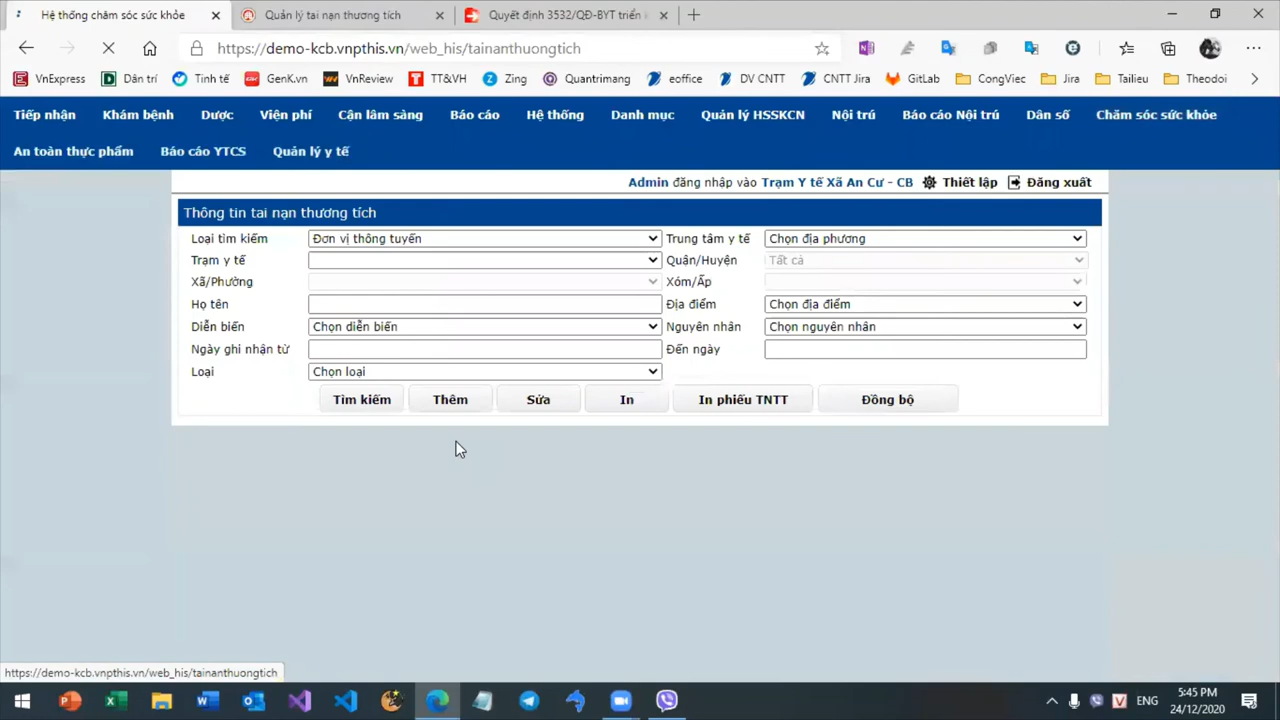 Hệ thống chăm sóc sức khỏe
Quản lý tai nạn thương tích
Quyết định 3532/QĐ-BYT triển
https://demo-kcb.vnpthis.vn/web_his/tainanthuongtich
VnExpress Dân trí Tinh tế GenK.vn VnReview TT&VH Zing Quantrimang eoffice DV CNTT CNTT Jira GitLab CongViec Jira Tailieu Theodoi
Tiếp nhận Khám bệnh Dược Viện phí Cận lâm sàng Báo cáo Hệ thống Danh mục Quản lý HSSKCN Nội trú Báo cáo Nội trú Dân số Chăm sóc sức khỏe
An toàn thực phẩm Báo cáo YTCS Quản lý y tế
Admin đăng nhập vào Trạm Y tế Xã An Cư - CB Thiết lập Đăng xuất
Thông tin tai nạn thương tích
Loại tìm kiếm Đơn vị thông tuyến Trung tâm y tế Chọn địa phương
Trạm y tế Quận/Huyện Tất cả
Xã/Phường Xóm/Ấp
Họ tên Địa điểm Chọn địa điểm
Diễn biến Chọn diễn biến Nguyên nhân Chọn nguyên nhân
Ngày ghi nhận từ Đến ngày
Loại Chọn loại
Tìm kiếm Thêm Sửa In In phiếu TNTT Đồng bộ
https://demo-kcb.vnpthis.vn/web_his/tainanthuongtich
ENG
5:45 PM
24/12/2020